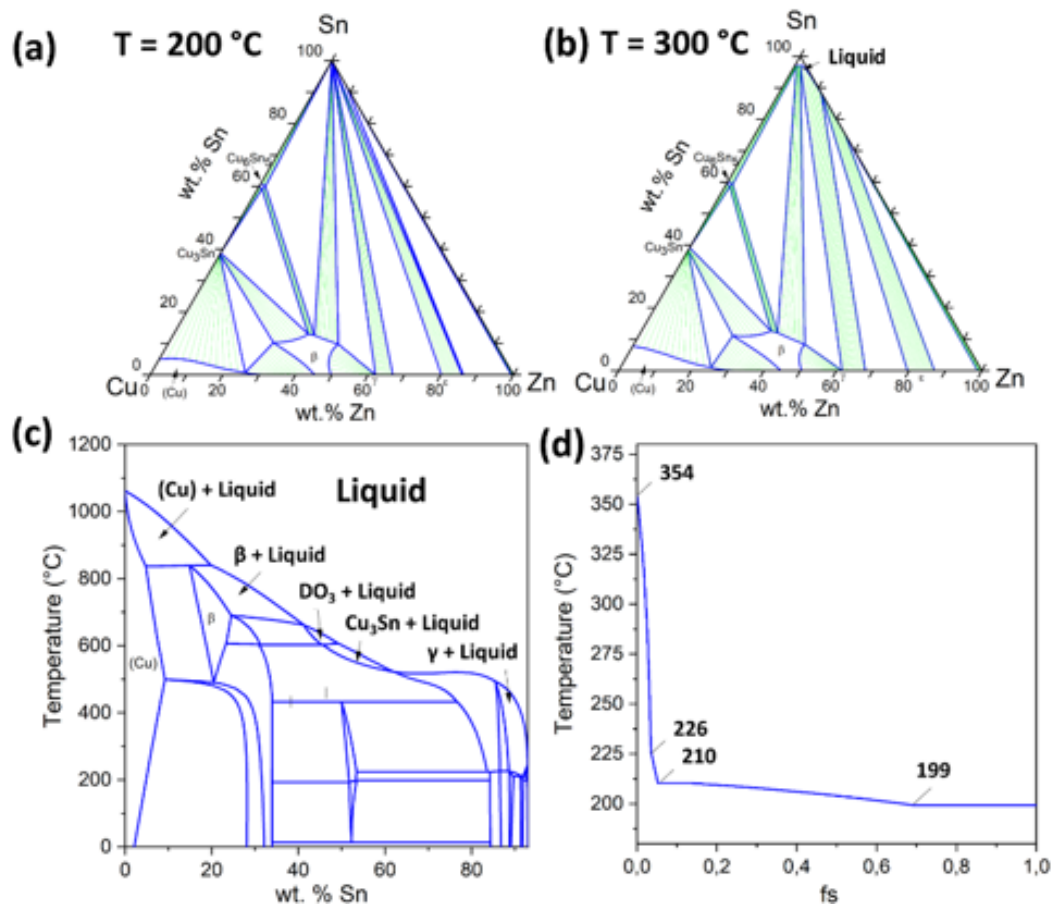 (a) T = 200 °C
Sn
100
80
wt.% Sn
Cu6Sn5
60
40
Cu3Sn
20
β
0
Cu
0
(Cu)
20
40
60
γ
80
ε
100
Zn
wt.% Zn
(b) T = 300 °C
Sn
100
Liquid
80
wt.% Sn
Cu6Sn5
60
40
Cu3Sn
20
β
0
Cu
0
(Cu)
20
40
60
γ
80
ε
100
Zn
wt.% Zn
(c)
1200
1000
800
600
400
200
0
Temperature (°C)
(Cu) + Liquid
Liquid
β + Liquid
DO3 + Liquid
Cu3Sn + Liquid
γ + Liquid
β
(Cu)
0 20 40 60 80
wt. % Sn
(d)
375
350
325
300
275
250
225
200
Temperature (°C)
354
226
210
199
0,0 0,2 0,4 0,6 0,8 1,0
fs